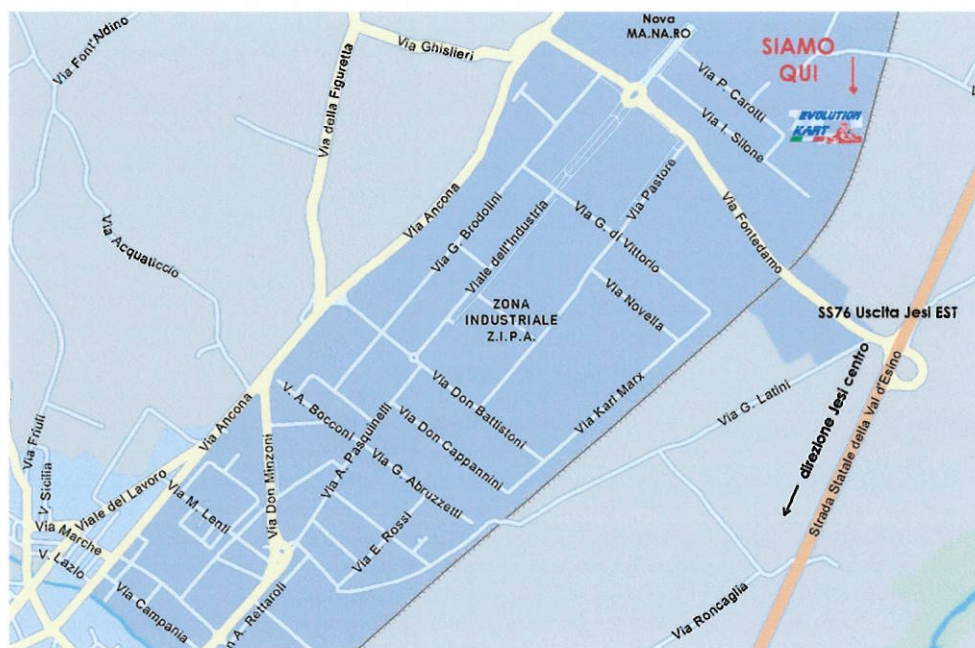 Via Font'Aldino
Via della Figuretta
Via Ghislieri
Nova
MA.NA.RO
SIAMO
QUI
EVOLUTION
KART
Via P. Carotti
Via I. Silone
Via Ancona
Via G. Brodolini
Viale dell'Industria
Via Pastore
Via G. di Vittorio
Via Fontedamo
Via Acquaticcio
Via Novella
ZONA
INDUSTRIALE
Z.I.P.A.
SS76 Uscita Jesi EST
Via Karl Marx
Via G. Latini
direzione Jesi centro
Strada Statale della Val d'Esino
V. A. Bocconi
Via A. Pasquinelli
Via Don Battistoni
Via Don Cappannini
Via G. Abruzzetti
Via Ancona
Via Don Minzoni
Via Friuli
V. Sicilia
Viale del Lavoro
Via M. Lenti
Via Marche
V. Lazio
Via E. Rossi
Via Campania
n A. Rettaroli
Via Roncaglia